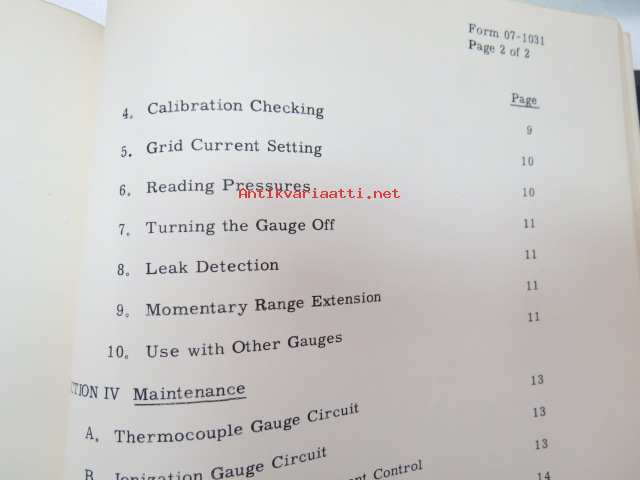 Form 07-1031
Page 2 of 2
Page
4. Calibration Checking 9
5. Grid Current Setting 10
6. Reading Pressures 10
Antikvariaatti.net
7. Turning the Gauge Off 11
8. Leak Detection 11
9. Momentary Range Extension 11
10. Use with Other Gauges 11
CTION IV Maintenance 13
A. Thermocouple Gauge Circuit 13
B. Ionization Gauge Circuit 13
Control 14